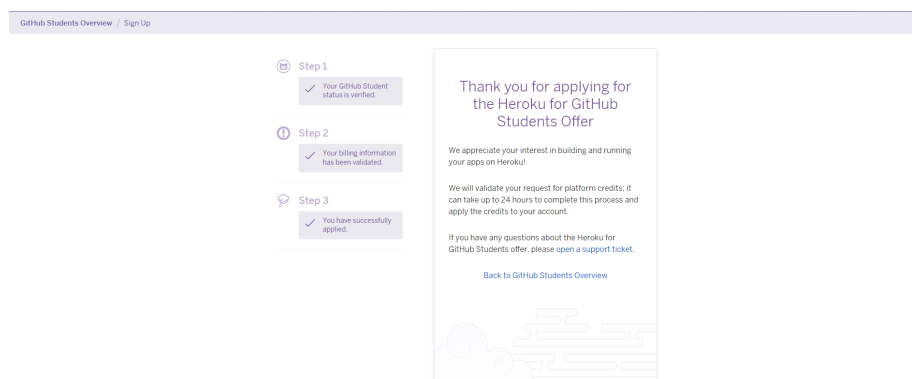 GitHub Students Overview / Sign Up
Step 1
Your GitHub Student
status is verified.
Step 2
Your billing information
has been validated.
Step 3
You have successfully
applied.
Thank you for applying for
the Heroku for GitHub
Students Offer
We appreciate your interest in building and running
your apps on Heroku!
We will validate your request for platform credits; it
can take up to 24 hours to complete this process and
apply the credits to your account.
If you have any questions about the Heroku for
GitHub Students offer, please open a support ticket.
Back to GitHub Students Overview